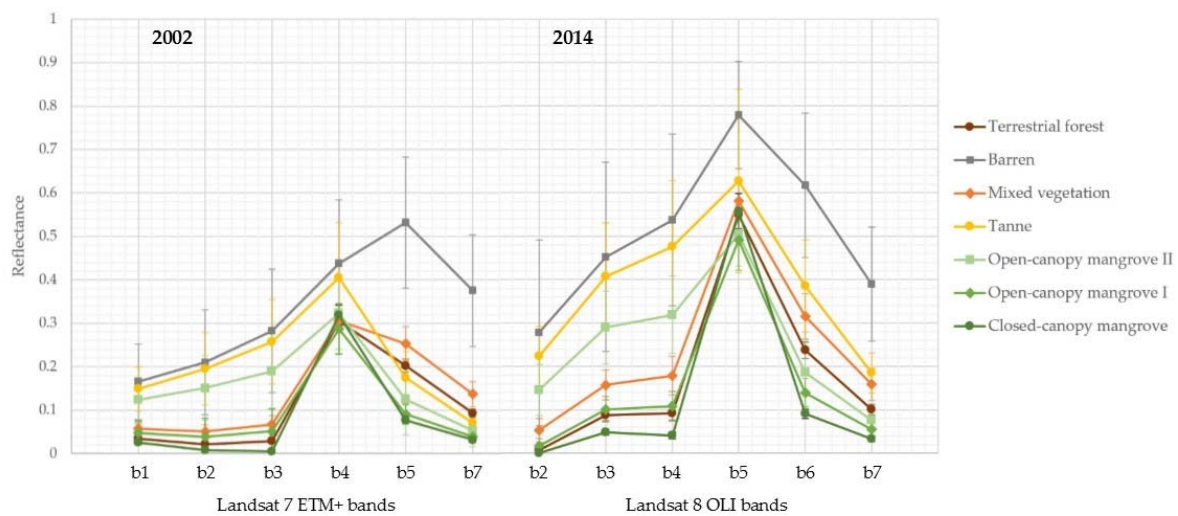 2002
2014
1
0.9
0.8
0.7
0.6
0.5
0.4
0.3
0.2
0.1
0
Reflectance
b1 b2 b3 b4 b5 b7
b2 b3 b4 b5 b6 b7
Landsat 7 ETM+ bands
Landsat 8 OLI bands
Terrestrial forest
Barren
Mixed vegetation
Tanne
Open-canopy mangrove II
Open-canopy mangrove I
Closed-canopy mangrove